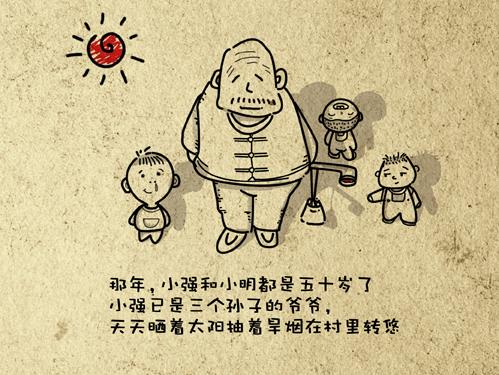 那年，小强和小明都是五十岁了
小强已是三个孙子的爷爷，
天天晒着太阳抽着旱烟在村里转悠